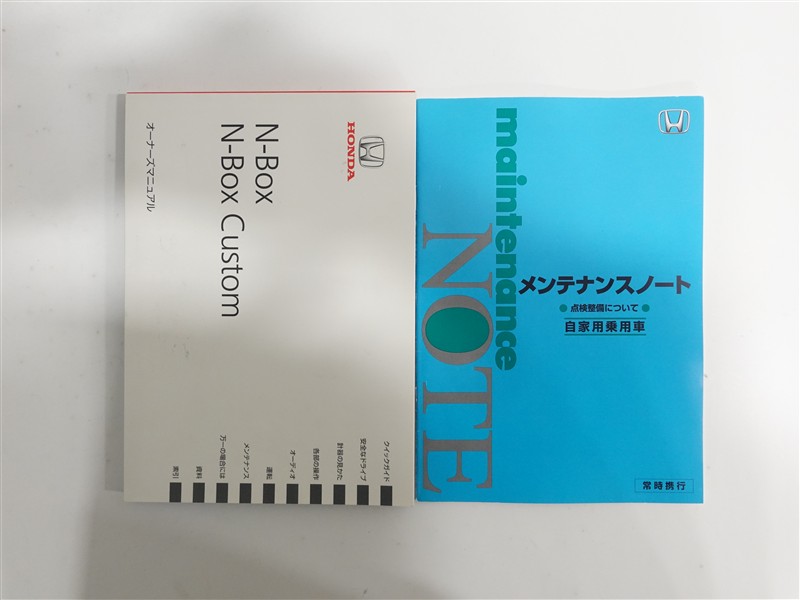 HONDA
N-Box
N-Box Custom
オーナーズマニュアル
クイックガイド
安全なドライブ
計器の見かた
各部の操作
オーディオ
運転
メンテナンス
万一の場合には
資料
索引
maintenance
NOTE
メンテナンスノート
点検整備について
自家用乗用車
常時携行